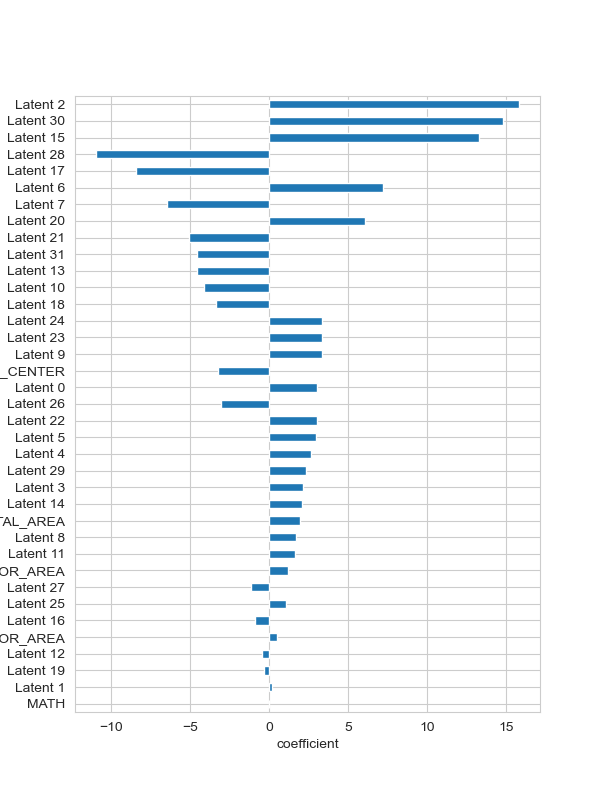 Latent 2
Latent 30
Latent 15
Latent 28
Latent 17
Latent 6
Latent 7
Latent 20
Latent 21
Latent 31
Latent 13
Latent 10
Latent 18
Latent 24
Latent 23
Latent 9
_CENTER
Latent 0
Latent 26
Latent 22
Latent 5
Latent 4
Latent 29
Latent 3
Latent 14
TAL_AREA
Latent 8
Latent 11
OR_AREA
Latent 27
Latent 25
Latent 16
OR_AREA
Latent 12
Latent 19
Latent 1
MATH
−10 −5 0 5 10 15
coefficient